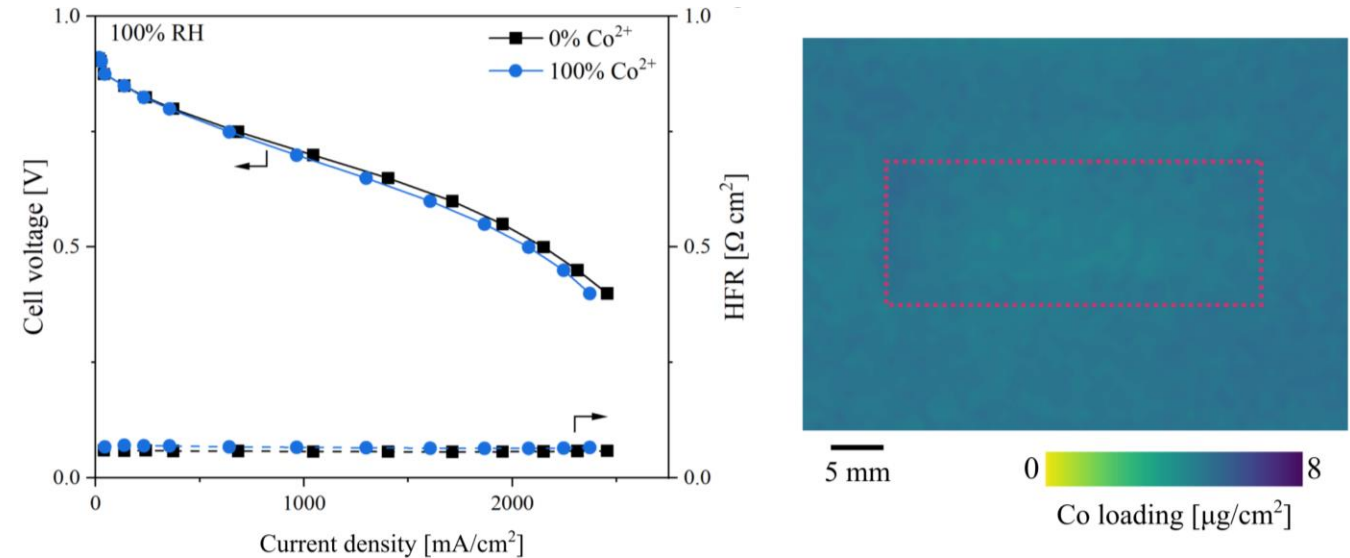 1.0
1.0
100% RH
0% Co²⁺
100% Co²⁺
Cell voltage [V]
0.5
0.5
HFR [Ω cm²]
0.0
0.0
0
1000
2000
Current density [mA/cm²]
5 mm
0
8
Co loading [μg/cm²]